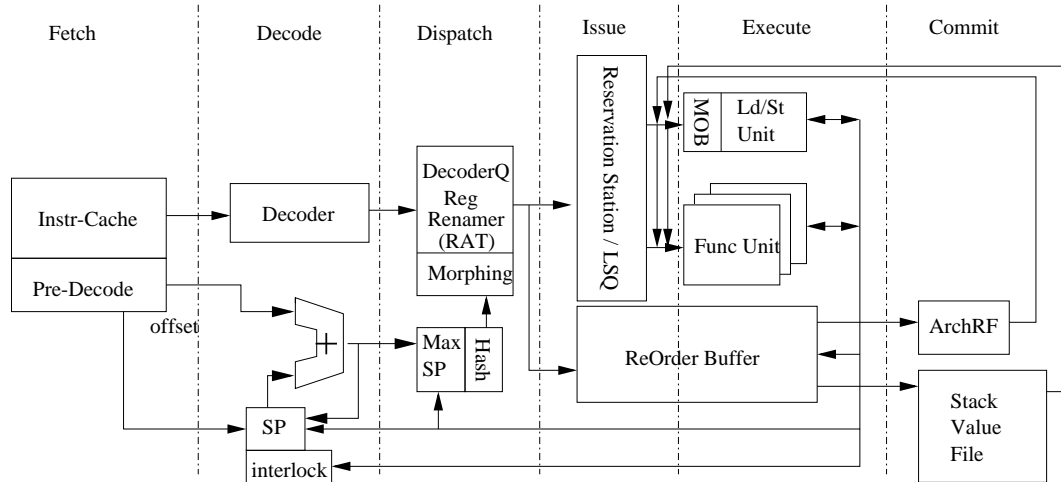 Fetch
Decode
Dispatch
Issue
Execute
Commit
Instr-Cache
Pre-Decode
offset
Decoder
+
SP
interlock
DecoderQ
Reg
Renamer
(RAT)
Morphing
Max
SP
Hash
Reservation Station / LSQ
MOB
Ld/St
Unit
Func Unit
ReOrder Buffer
ArchRF
Stack
Value
File